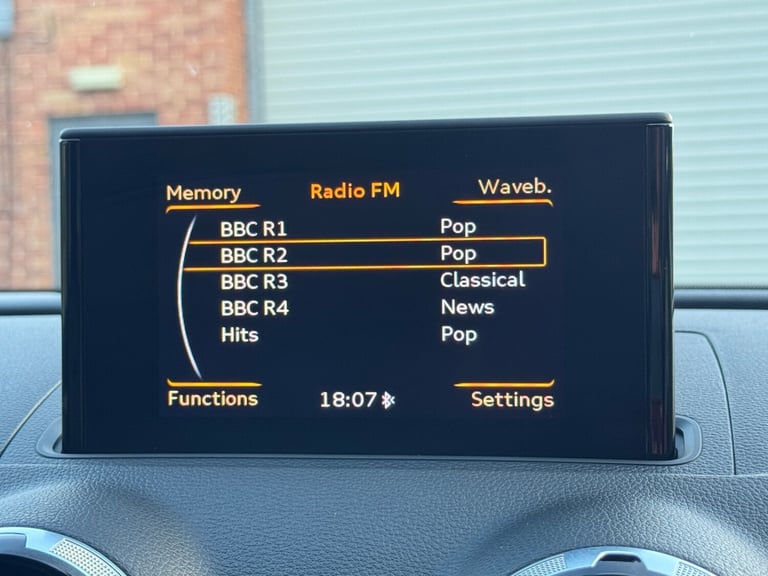 Memory Radio FM Waveb.
BBC R1 Pop
BBC R2 Pop
BBC R3 Classical
BBC R4 News
Hits Pop
Functions 18:07 Settings